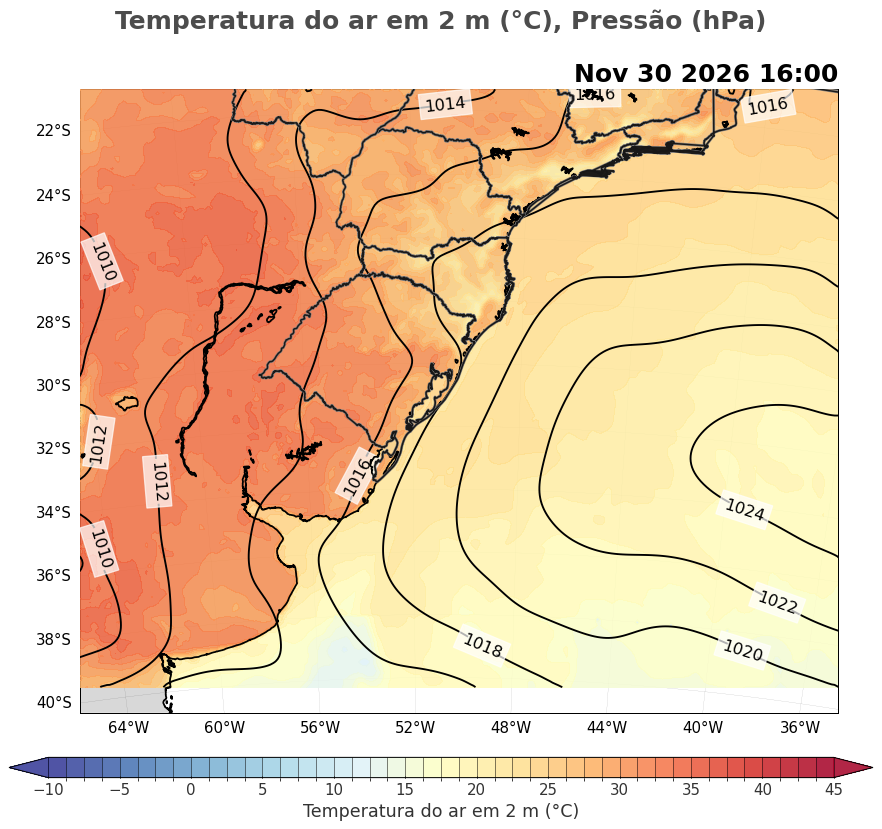 Temperatura do ar em 2 m (°C), Pressão (hPa)
Nov 30 2026 16:00
1014
1016
1016
22°S
24°S
26°S
28°S
30°S
32°S
34°S
36°S
38°S
40°S
1010
1012
1012
1016
1010
1024
1022
1020
1018
64°W
60°W
56°W
52°W
48°W
44°W
40°W
36°W
−10
−5
0
5
10
15
20
25
30
35
40
45
Temperatura do ar em 2 m (°C)